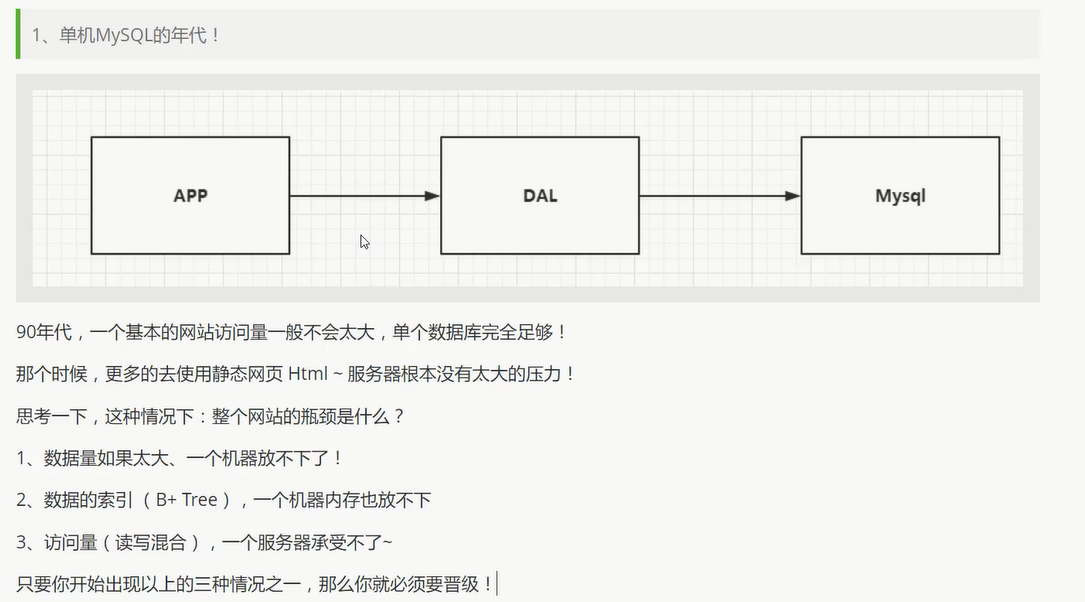 1、单机MySQL的年代！
APP
DAL
Mysql
90年代，一个基本的网站访问量一般不会太大，单个数据库完全足够！
那个时候，更多的去使用静态网页 Html ~ 服务器根本没有太大的压力！
思考一下，这种情况下：整个网站的瓶颈是什么？
1、数据量如果太大、一个机器放不下了！
2、数据的索引（B+ Tree），一个机器内存也放不下
3、访问量（读写混合），一个服务器承受不了~
只要你开始出现以上的三种情况之一，那么你就必须要晋级！